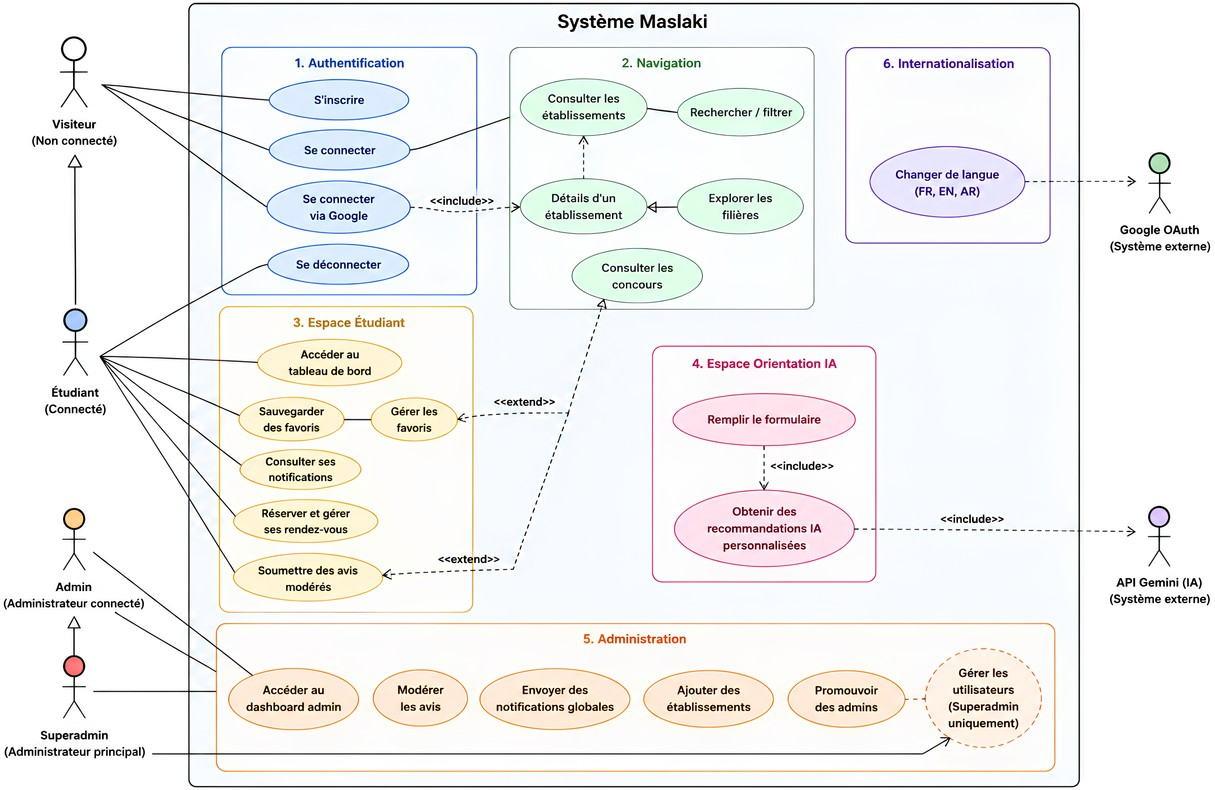 Système Maslaki
1. Authentification
S'inscrire
Se connecter
Se connecter
via Google
Se déconnecter
<<include>>
2. Navigation
Consulter les
établissements
Rechercher / filtrer
Détails d'un
établissement
Explorer les
filières
Consulter les
concours
6. Internationalisation
Changer de langue
(FR, EN, AR)
Visiteur
(Non connecté)
Étudiant
(Connecté)
Admin
(Administrateur connecté)
Superadmin
(Administrateur principal)
Google OAuth
(Système externe)
API Gemini (IA)
(Système externe)
3. Espace Étudiant
Accéder au
tableau de bord
Sauvegarder
des favoris
Gérer les
favoris
<<extend>>
Consulter ses
notifications
Réserver et gérer
ses rendez-vous
Soumettre des avis
modérés
<<extend>>
4. Espace Orientation IA
Remplir le formulaire
<<include>>
Obtenir des
recommandations IA
personnalisées
<<include>>
5. Administration
Accéder au
dashboard admin
Modérer
les avis
Envoyer des
notifications globales
Ajouter des
établissements
Promouvoir
des admins
Gérer les
utilisateurs
(Superadmin
uniquement)